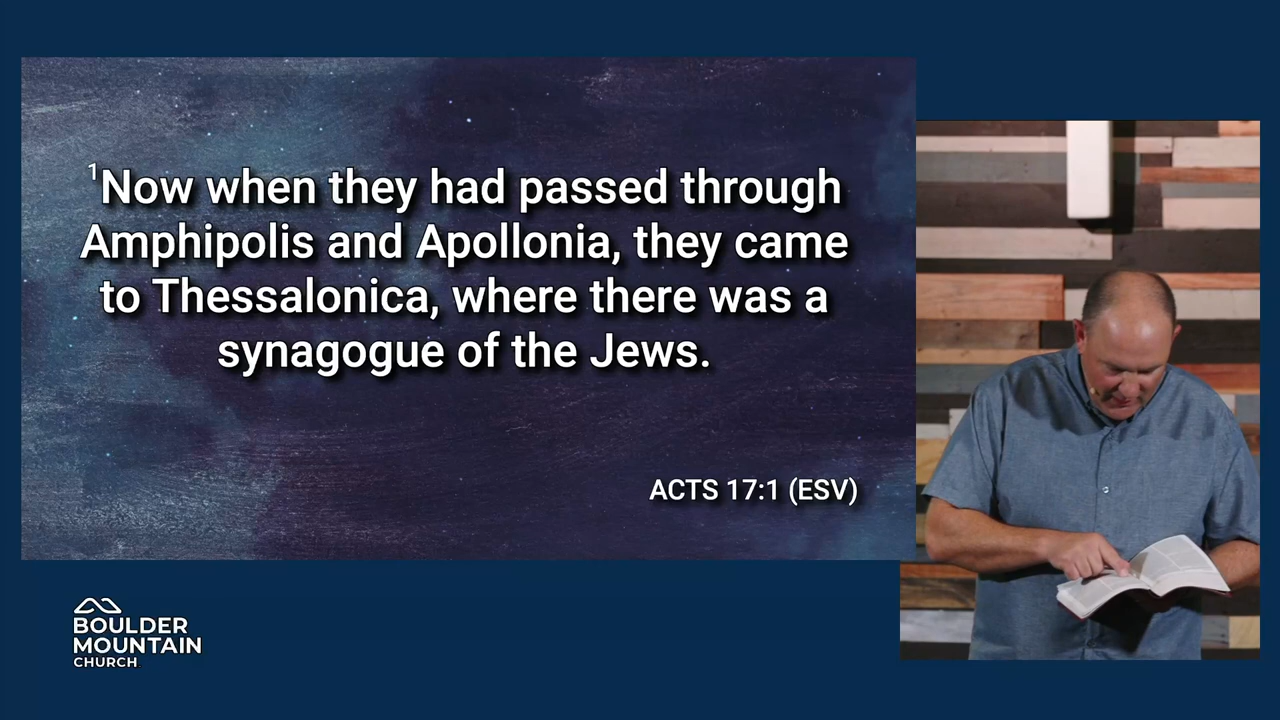 ¹Now when they had passed through
Amphipolis and Apollonia, they came
to Thessalonica, where there was a
synagogue of the Jews.
ACTS 17:1 (ESV)
BOULDER
MOUNTAIN
CHURCH